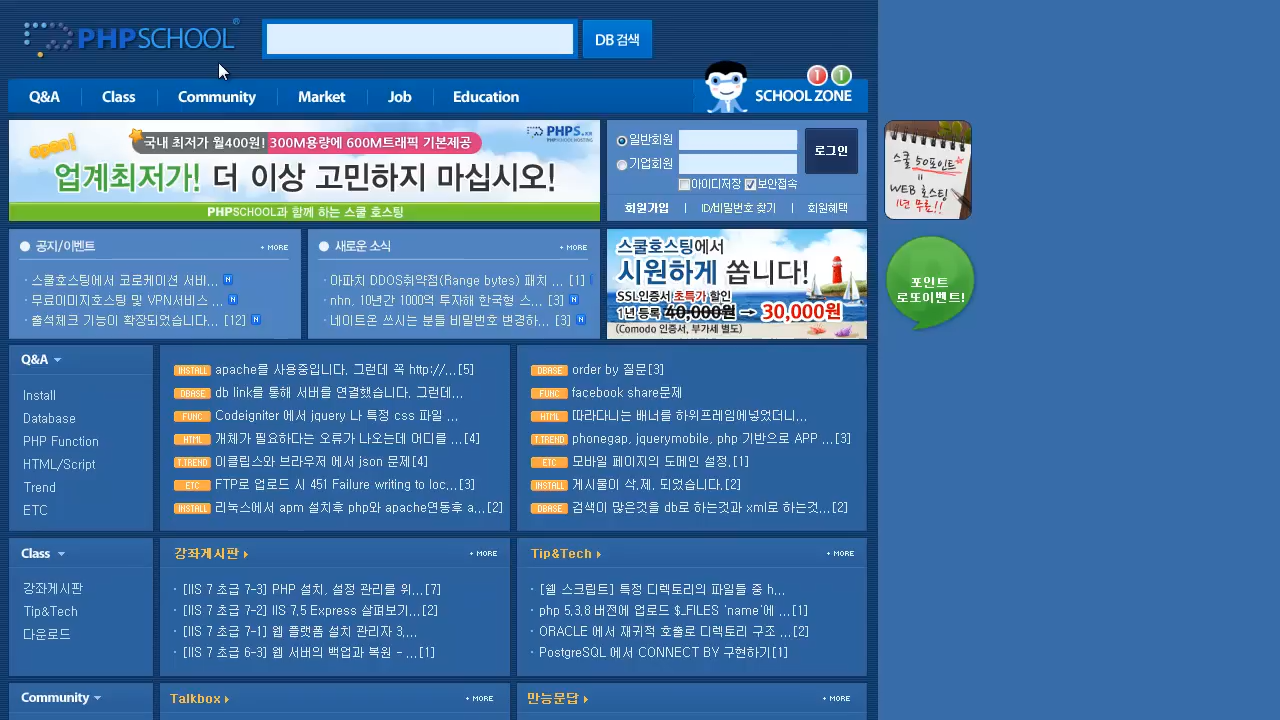 PHPSCHOOL®
DB 검색
Q&A Class Community Market Job Education
1 1
SCHOOL ZONE
open!
국내 최저가 월400원! 300M용량에 600M트래픽 기본제공
PHPS.KR
PHPSCHOOL HOSTING
업계최저가! 더 이상 고민하지 마십시오!
PHPSCHOOL과 함께 하는 스쿨 호스팅
일반회원
기업회원
로그인
아이디저장 보안접속
회원가입 | ID/비밀번호 찾기 | 회원혜택
스쿨 50포인트
=
WEB 호스팅
1년 무료!!
포인트
로또이벤트!
공지/이벤트 + MORE
· 스쿨호스팅에서 코로케이션 서비... N
· 무료이미지호스팅 및 VPN서비스 ... N
· 출석체크 기능이 확장되었습니다... [12] N
새로운 소식 + MORE
· 아파치 DDOS취약점(Range bytes) 패치 ... [1]
· nhn, 10년간 1000억 투자해 한국형 스... [3] N
· 네이트온 쓰시는 분들 비밀번호 변경하... [3] N
스쿨호스팅에서
시원하게 쏩니다!
SSL인증서 초특가 할인
1년 등록 40,000원 → 30,000원
(Comodo 인증서, 부가세 별도)
Q&A
Install
Database
PHP Function
HTML/Script
Trend
ETC
INSTALL apache를 사용중입니다. 그런데 꼭 http://...[5]
DBASE db link를 통해 서버를 연결했습니다. 그런데...
FUNC Codeigniter 에서 jquery 나 특정 css 파일 ...
HTML 개체가 필요하다는 오류가 나오는데 어디를 ...[4]
T.TREND 이클립스와 브라우저 에서 json 문제[4]
ETC FTP로 업로드 시 451 Failure writing to loc...[3]
INSTALL 리눅스에서 apm 설치후 php와 apache연동후 a...[2]
DBASE order by 질문[3]
FUNC facebook share문제
HTML 따라다니는 배너를 하위프레임에넣었더니...
T.TREND phonegap, jquerymobile, php 기반으로 APP ...[3]
ETC 모바일 페이지의 도메인 설정.[1]
INSTALL 게시물이 삭.제. 되었습니다.[2]
DBASE 검색이 많은것을 db로 하는것과 xml로 하는것...[2]
Class
강좌게시판
Tip&Tech
다운로드
강좌게시판 + MORE
· [IIS 7 초급 7-3] PHP 설치, 설정 관리를 위...[7]
· [IIS 7 초급 7-2] IIS 7.5 Express 살펴보기...[2]
· [IIS 7 초급 7-1] 웹 플랫폼 설치 관리자 3....
· [IIS 7 초급 6-3] 웹 서버의 백업과 복원 - ...[1]
Tip&Tech + MORE
· [쉘 스크립트] 특정 디렉토리의 파일들 중 h...
· php 5.3.8 버전에 업로드 $_FILES 'name'에 ...[1]
· ORACLE 에서 재귀적 호출로 디렉토리 구조 ...[2]
· PostgreSQL 에서 CONNECT BY 구현하기[1]
Community
Talkbox + MORE
만능문답 + MORE